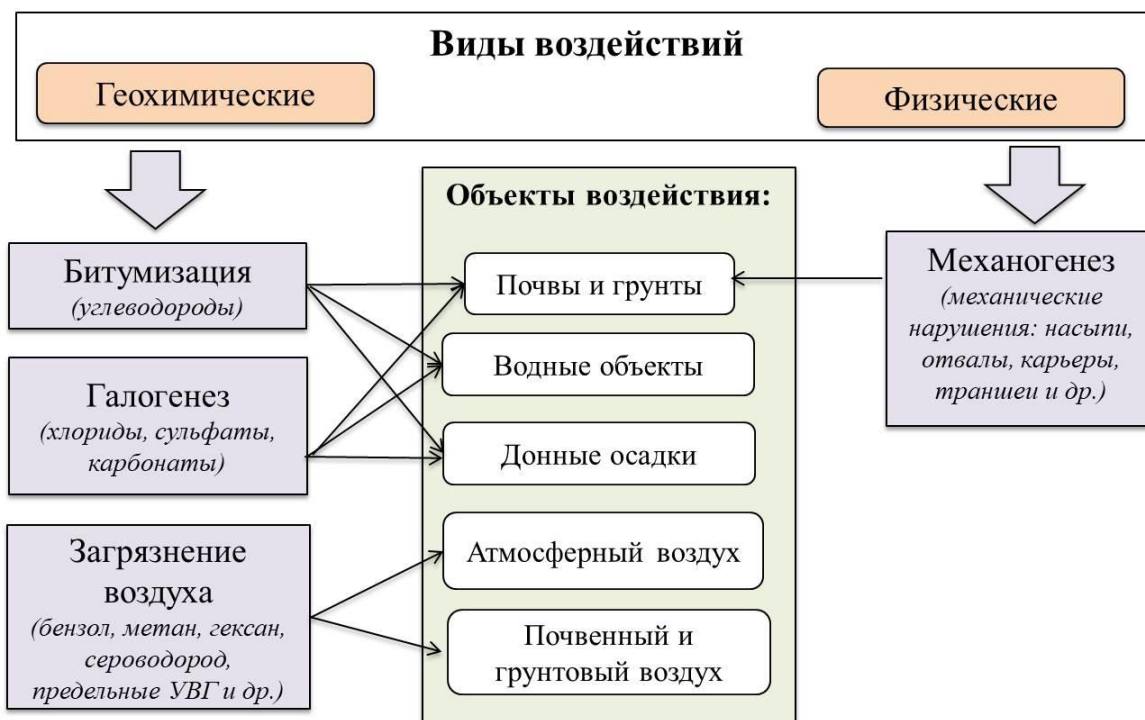 Виды воздействий
Геохимические
Физические
Битумизация
(углеводороды)
Галогенез
(хлориды, сульфаты,
карбонаты)
Загрязнение
воздуха
(бензол, метан, гексан,
сероводород,
предельные УВГ и др.)
Объекты воздействия:
Почвы и грунты
Водные объекты
Донные осадки
Атмосферный воздух
Почвенный и
грунтовый воздух
Механогенез
(механические
нарушения: насыпи,
отвалы, карьеры,
траншеи и др.)